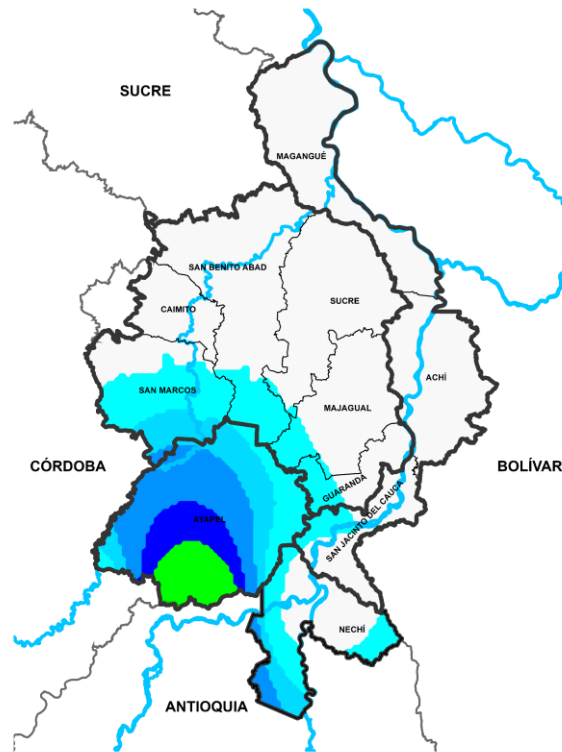 SUCRE
MAGANGUÉ
SAN BENITO ABAD
SUCRE
CAIMITO
ACHÍ
SAN MARCOS
MAJAGUAL
CÓRDOBA
BOLÍVAR
GUARANDA
AYAPEL
SAN JACINTO DEL CAUCA
NECHÍ
ANTIOQUIA